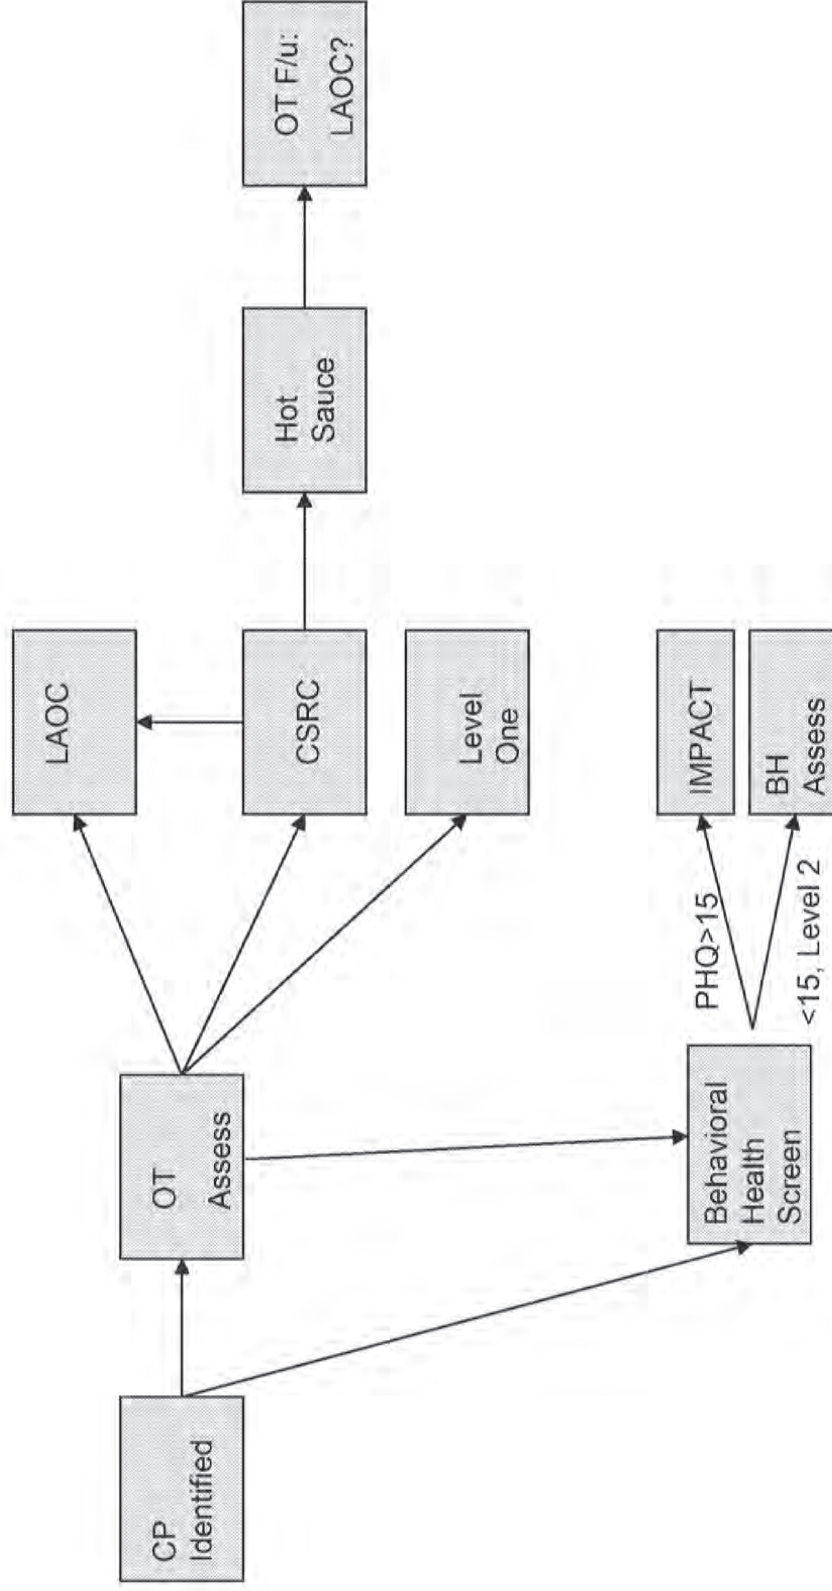 CP
Identified
OT
Assess
LAOC
CSRC
Level
One
Hot
Sauce
OT F/u:
LAOC?
Behavioral
Health
Screen
PHQ>15
<15, Level 2
IMPACT
BH
Assess